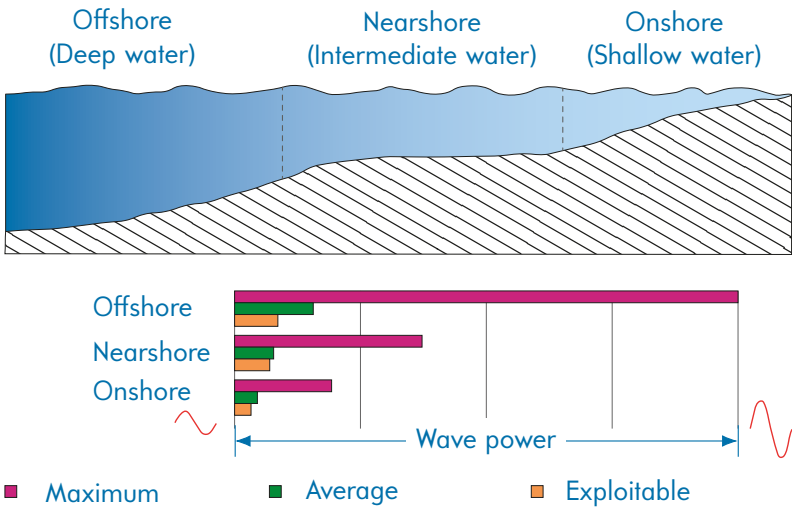 Offshore
(Deep water)
Nearshore
(Intermediate water)
Onshore
(Shallow water)
Offshore
Nearshore
Onshore
Wave power
Maximum
Average
Exploitable